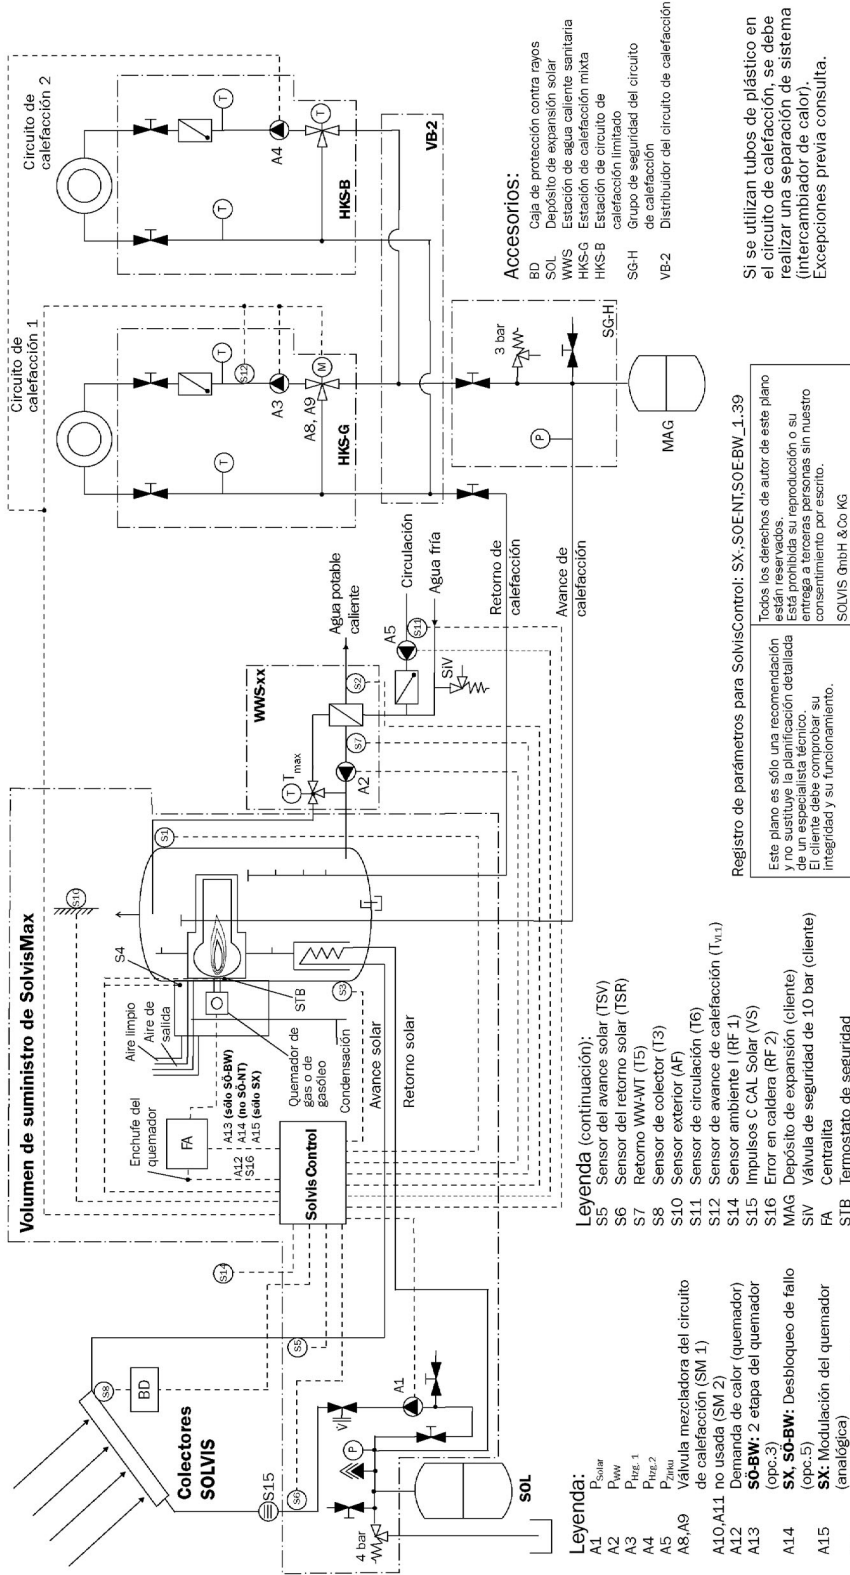 Volumen de suministro de SolvisMax
Colectores
SOLVIS
S8
BD
S15
S14
S5
S6
A1
V
P
4 bar
SOL
SolvisControl
FA
Enchufe del
quemador
A12
S16
A13 (sólo SÖ-BW)
A14 (no SÖ-NT)
A15 (sólo SX)
Aire limpio
Aire de
salida
S4
S10
S1
S3
STB
Quemador de
gas o de
gasóleo
Condensación
Avance solar
Retorno solar
WWS-xx
T
Tmax
A2
S7
S2
SiV
A5
S11
Agua potable
caliente
Circulación
Agua fría
Retorno de
calefacción
Avance de
calefacción
Circuito de
calefacción 1
T
T
S12
A3
A8, A9
M
HKS-G
Circuito de
calefacción 2
T
T
A4
T
HKS-B
VB-2
P
3 bar
SG-H
MAG
Accesorios:
BD Caja de protección contra rayos
SOL Depósito de expansión solar
WWS Estación de agua caliente sanitaria
HKS-G Estación de calefacción mixta
HKS-B Estación de circuito de
calefacción limitado
SG-H Grupo de seguridad del circuito
de calefacción
VB-2 Distribuidor del circuito de calefacción
Si se utilizan tubos de plástico en
el circuito de calefacción, se debe
realizar una separación de sistema
(intercambiador de calor).
Excepciones previa consulta.
Leyenda:
A1 PSolar
A2 PWW
A3 PHzg. 1
A4 PHzg.2
A5 PZirku
A8,A9 Válvula mezcladora del circuito
de calefacción (SM 1)
A10,A11 no usada (SM 2)
A12 Demanda de calor (quemador)
A13 SÖ-BW: 2 etapa del quemador
(opc.3)
A14 SX, SÖ-BW: Desbloqueo de fallo
(opc.5)
A15 SX: Modulación del quemador
(analógica)
Leyenda (continuación):
S5 Sensor del avance solar (TSV)
S6 Sensor del retorno solar (TSR)
S7 Retorno WW-WT (T5)
S8 Sensor de colector (T3)
S10 Sensor exterior (AF)
S11 Sensor de circulación (T6)
S12 Sensor de avance de calefacción (TVL1)
S14 Sensor ambiente I (RF 1)
S15 Impulsos C CAL Solar (VS)
S16 Error en caldera (RF 2)
MAG Depósito de expansión (cliente)
SiV Válvula de seguridad de 10 bar (cliente)
FA Centralita
STB Termostato de seguridad
Registro de parámetros para SolvisControl: SX-,SOE-NT,SOE-BW_1.39
Este plano es sólo una recomendación
y no sustituye la planificación detallada
de un especialista técnico.
El cliente debe comprobar su
integridad y su funcionamiento.
Todos los derechos de autor de este plano
están reservados.
Está prohibida su reproducción o su
entrega a terceras personas sin nuestro
consentimiento por escrito.
SOLVIS GmbH & Co KG